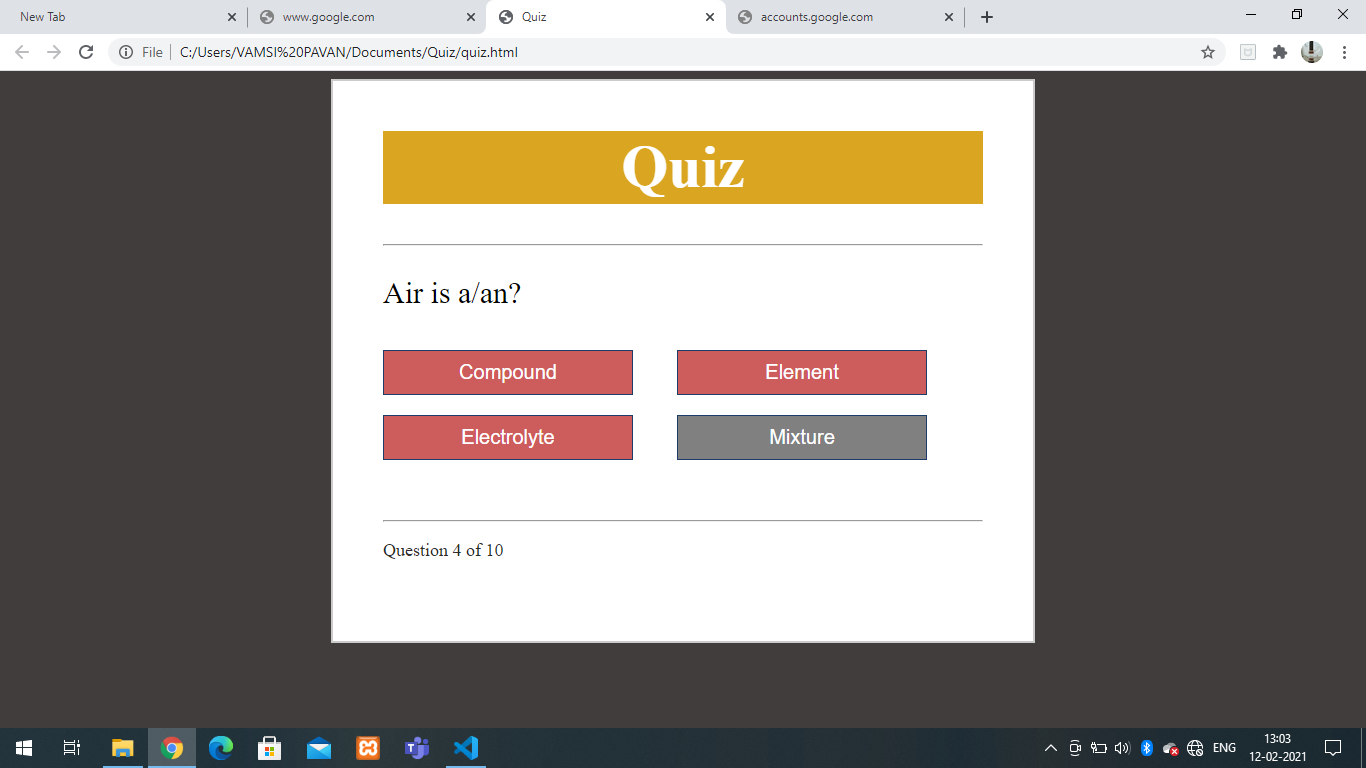 New Tab
www.google.com
Quiz
accounts.google.com
File
C:/Users/VAMSI%20PAVAN/Documents/Quiz/quiz.html
Quiz
Air is a/an?
Compound
Element
Electrolyte
Mixture
Question 4 of 10
ENG
13:03
12-02-2021